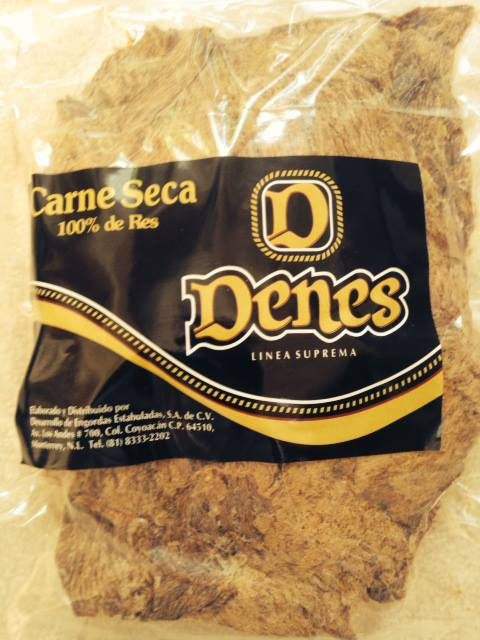 Carne Seca
100% de Res
D
Denes
LINEA SUPREMA
Elaborado y Distribuido por
Desarrollo de Engordas Estabuladas, S.A. de C.V.
Av. Los Andes # 700, Col. Coyoacán C.P. 64510,
Monterrey, N.L. Tel. (81) 8333-2202